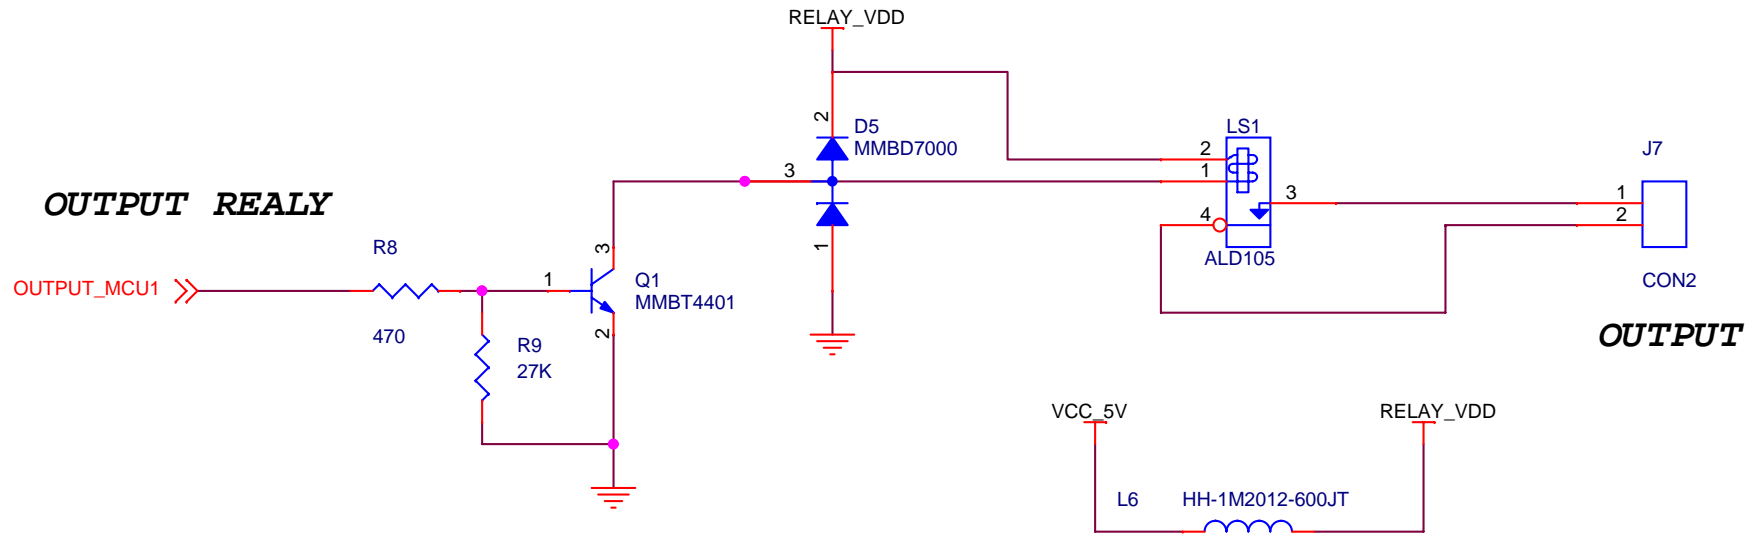 RELAY_VDD
2
D5
MMBD7000
3
1
LS1
2
1
4
3
ALD105
J7
1
2
CON2
OUTPUT
OUTPUT REALY
R8
470
OUTPUT_MCU1
R9
27K
1
3
2
Q1
MMBT4401
VCC_5V
RELAY_VDD
L6
HH-1M2012-600JT